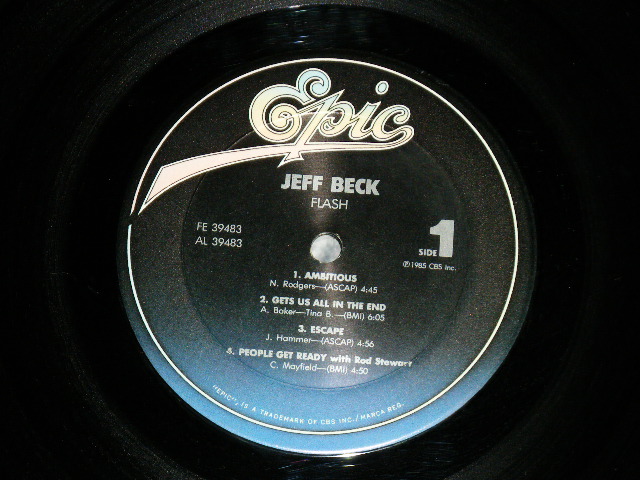 Epic
JEFF BECK
FLASH
FE 39483
AL 39483
SIDE 1
℗1985 CBS Inc.
1. AMBITIOUS
N. Rodgers—(ASCAP) 4:45
2. GETS US ALL IN THE END
A. Baker—Tina B.—(BMI) 6:05
3. ESCAPE
J. Hammer—(ASCAP) 4:56
PEOPLE GET READY with Rod Stewart
C. Mayfield—(BMI) 4:50
"EPIC", IS A TRADEMARK OF CBS INC./MARCA REG.